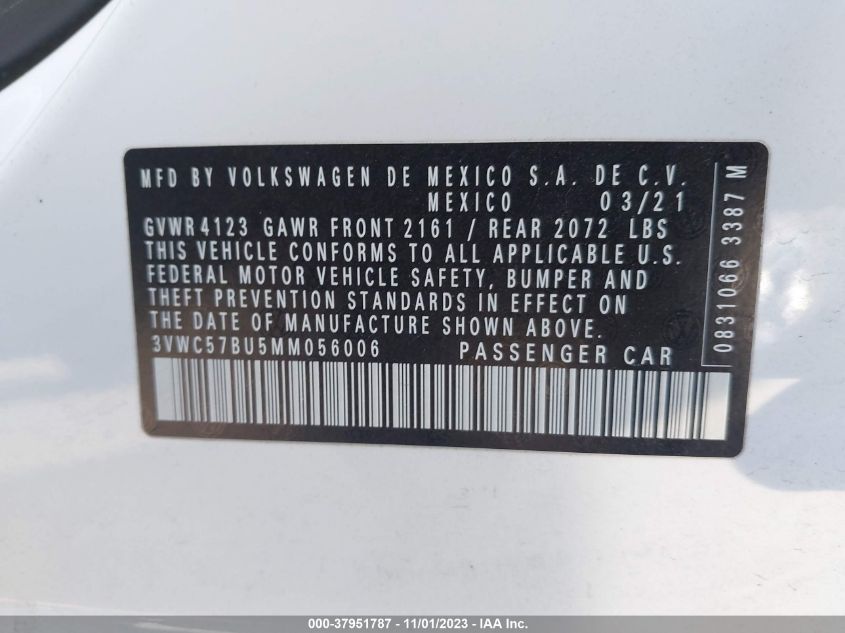 MFD BY VOLKSWAGEN DE MEXICO S.A. DE C.V.
MEXICO 03/21
GVWR 4123 GAWR FRONT 2161 / REAR 2072 LBS
THIS VEHICLE CONFORMS TO ALL APPLICABLE U.S.
FEDERAL MOTOR VEHICLE SAFETY, BUMPER AND
THEFT PREVENTION STANDARDS IN EFFECT ON
THE DATE OF MANUFACTURE SHOWN ABOVE.
3VWC57BU5MM056006 PASSENGER CAR
0831066 3387 M
000-37951787 - 11/01/2023 - IAA Inc.